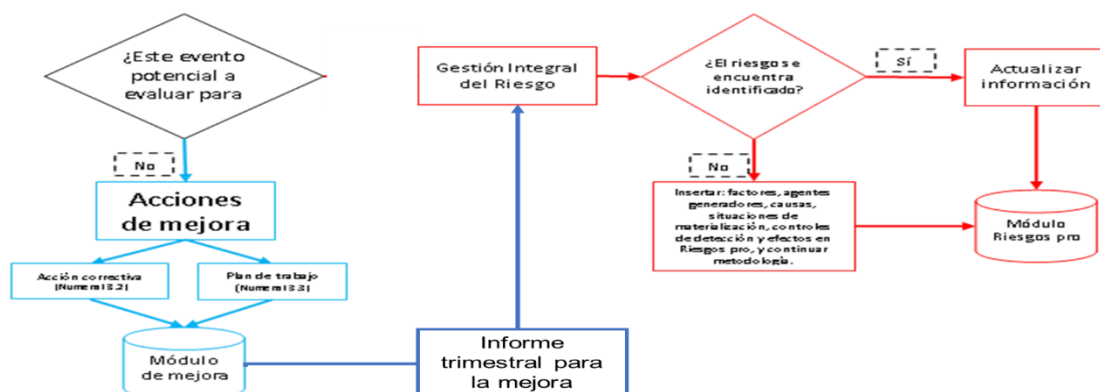 ¿Este evento
potencial a
evaluar para
No
Acciones
de mejora
Acción correctiva
(Numeral 3.2)
Plan de trabajo
(Numeral 3.3)
Módulo
de mejora
Informe
trimestral para
la mejora
Gestión Integral
del Riesgo
¿El riesgo se
encuentra
identificado?
Sí
Actualizar
información
No
Insertar: factores, agentes
generadores, causas,
situaciones de
materialización, controles
de detección y efectos en
Riesgos pro, y continuar
metodología.
Módulo
Riesgos pro